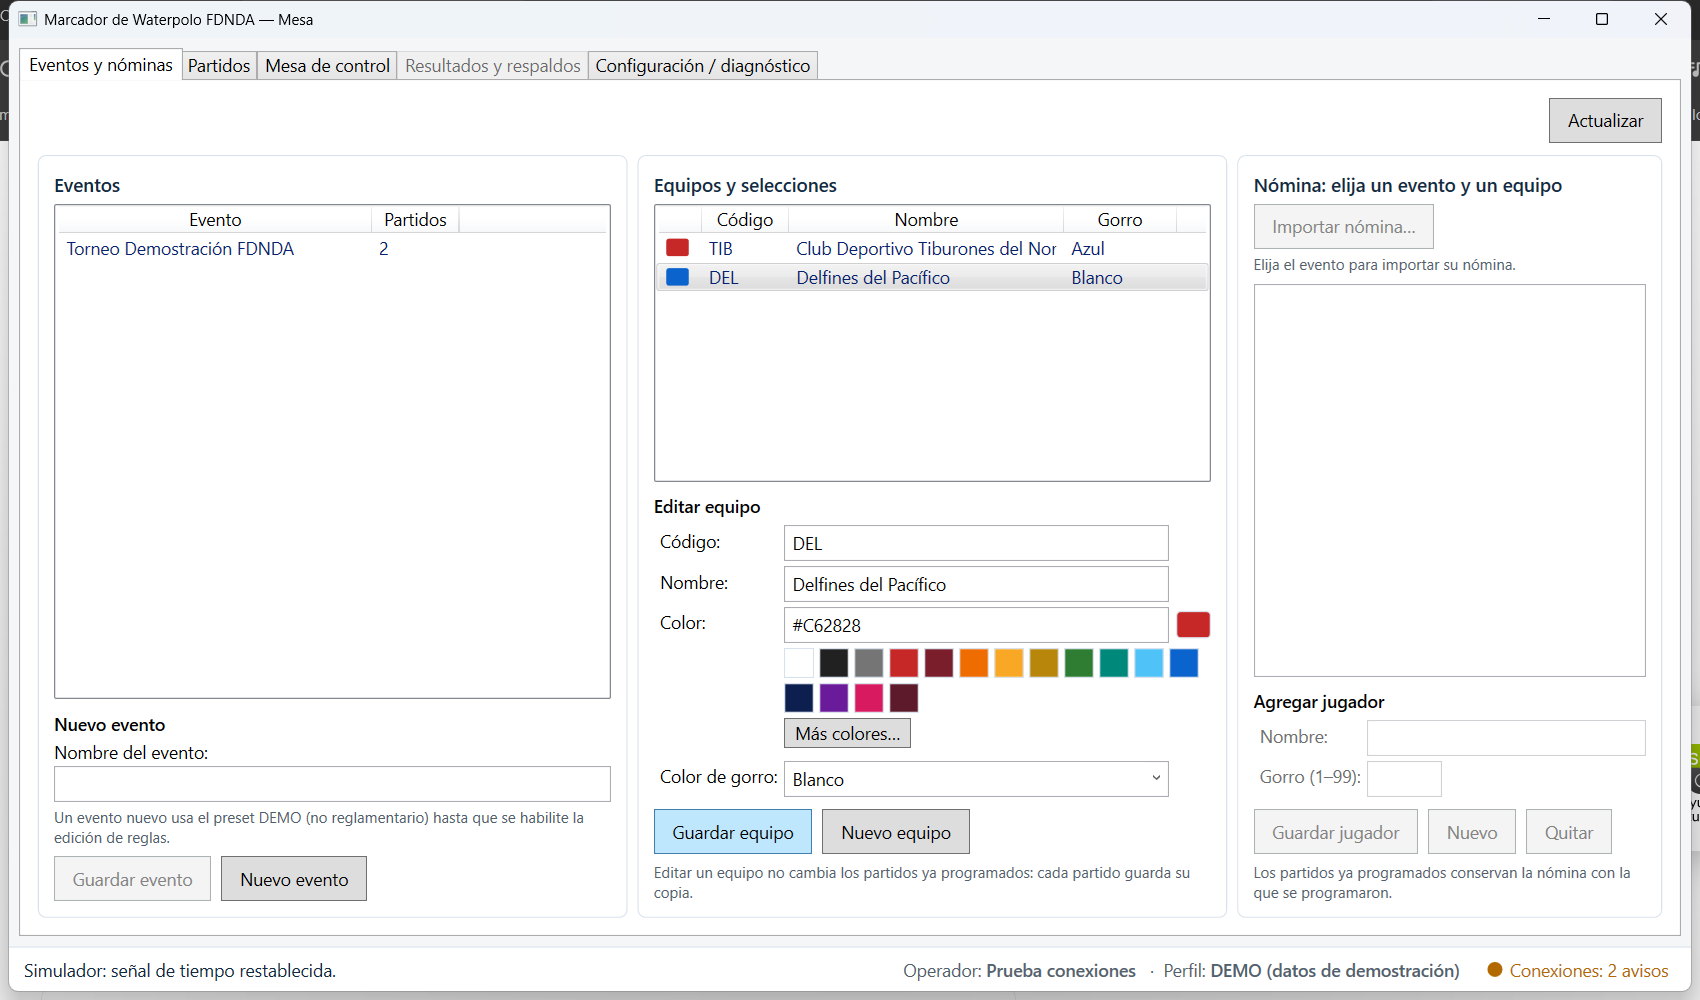 Marcador de Waterpolo FDNDA — Mesa
Eventos y nóminas
Partidos
Mesa de control
Resultados y respaldos
Configuración / diagnóstico
Actualizar
Eventos
Evento
Partidos
Torneo Demostración FDNDA
2
Nuevo evento
Nombre del evento:
Un evento nuevo usa el preset DEMO (no reglamentario) hasta que se habilite la
edición de reglas.
Guardar evento
Nuevo evento
Equipos y selecciones
Código
Nombre
Gorro
TIB
Club Deportivo Tiburones del Nor
Azul
DEL
Delfines del Pacífico
Blanco
Editar equipo
Código:
DEL
Nombre:
Delfines del Pacífico
Color:
#C62828
Más colores...
Color de gorro:
Blanco
Guardar equipo
Nuevo equipo
Editar un equipo no cambia los partidos ya programados: cada partido guarda su
copia.
Nómina: elija un evento y un equipo
Importar nómina...
Elija el evento para importar su nómina.
Agregar jugador
Nombre:
Gorro (1–99):
Guardar jugador
Nuevo
Quitar
Los partidos ya programados conservan la nómina con la
que se programaron.
Simulador: señal de tiempo restablecida.
Operador: Prueba conexiones
· Perfil: DEMO (datos de demostración)
Conexiones: 2 avisos